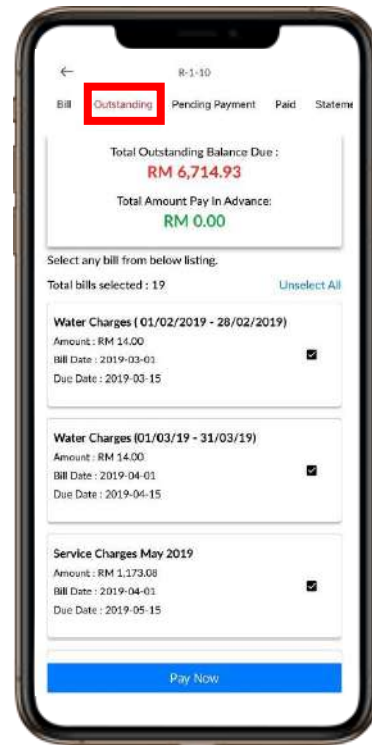 ←
R-1-10
Bill Outstanding Pending Payment Paid Stateme
Total Outstanding Balance Due :
RM 6,714.93
Total Amount Pay In Advance:
RM 0.00
Select any bill from below listing.
Total bills selected : 19 Unselect All
Water Charges ( 01/02/2019 - 28/02/2019)
Amount : RM 14.00
Bill Date : 2019-03-01
Due Date : 2019-03-15
Water Charges (01/03/19 - 31/03/19)
Amount : RM 14.00
Bill Date : 2019-04-01
Due Date : 2019-04-15
Service Charges May 2019
Amount : RM 1,173.08
Bill Date : 2019-04-01
Due Date : 2019-05-15
Pay Now